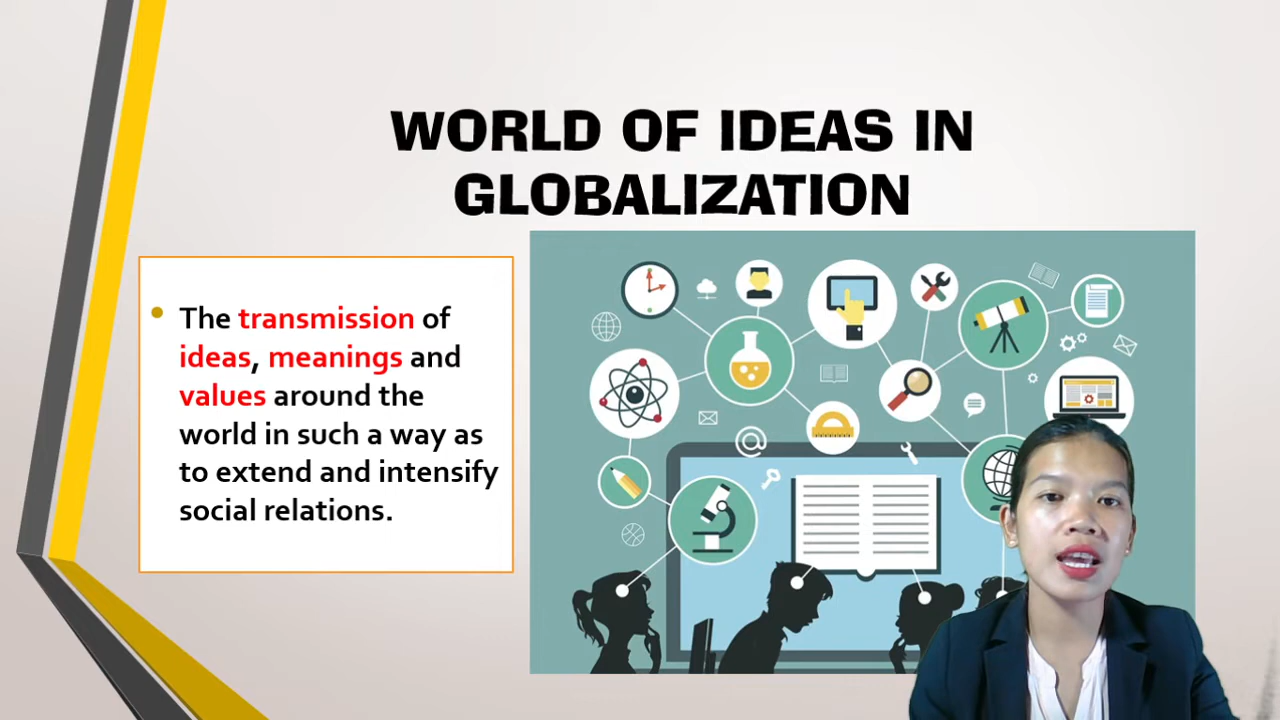 WORLD OF IDEAS IN
GLOBALIZATION
• The transmission of
ideas, meanings and
values around the
world in such a way as
to extend and intensify
social relations.
@